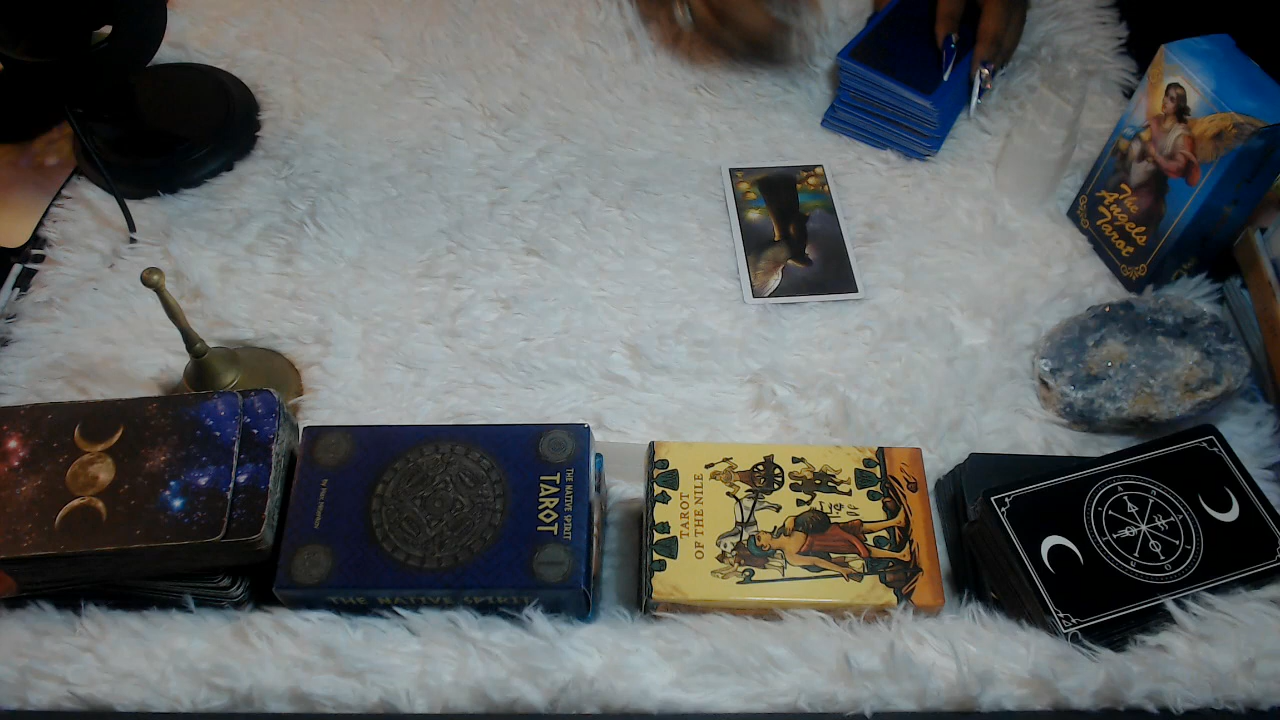 The
Angels
Tarot
THE NATIVE SPIRIT
TAROT
THE NATIVE SPIRIT
TAROT
OF THE NILE